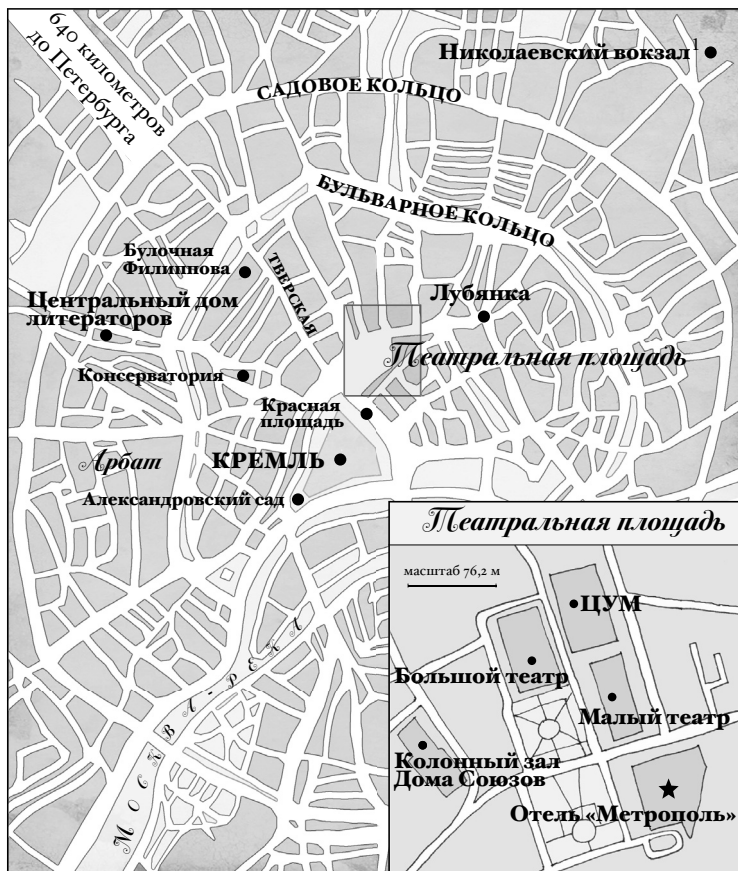 640 километров
до Петербурга
Николаевский вокзал¹
САДОВОЕ КОЛЬЦО
БУЛЬВАРНОЕ КОЛЬЦО
Булочная
Филиппова
ТВЕРСКАЯ
Центральный дом
литераторов
Лубянка
Театральная площадь
Консерватория
Красная
площадь
Арбат
КРЕМЛЬ
Александровский сад
МОСКВА-РЕКА
Театральная площадь
масштаб 76,2 м
ЦУМ
Большой театр
Малый театр
Колонный зал
Дома Союзов
Отель «Метрополь»